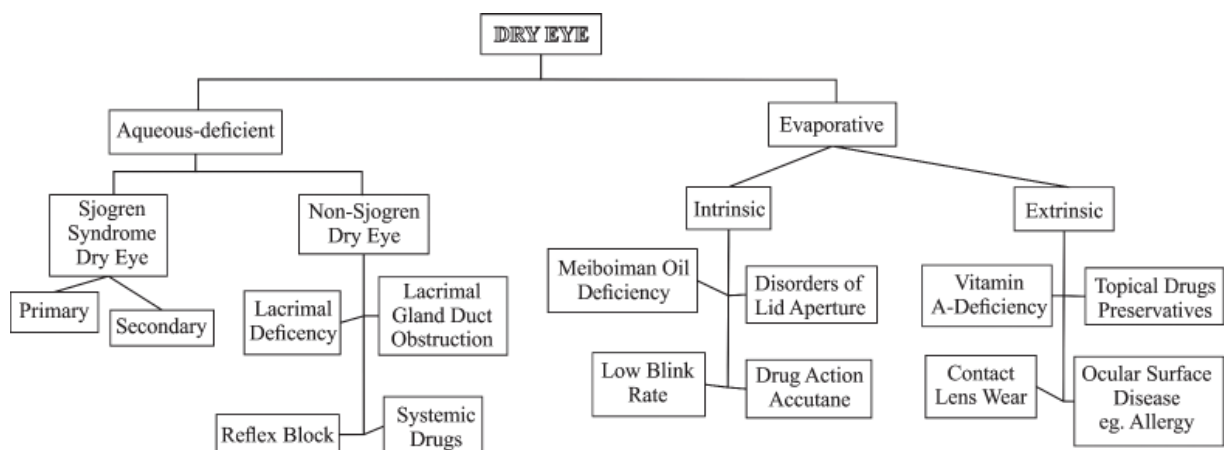 DRY EYE
Aqueous-deficient
Evaporative
Sjogren
Syndrome
Dry Eye
Non-Sjogren
Dry Eye
Intrinsic
Extrinsic
Primary
Secondary
Lacrimal
Deficency
Lacrimal
Gland Duct
Obstruction
Reflex Block
Systemic
Drugs
Meiboiman Oil
Deficiency
Disorders of
Lid Aperture
Low Blink
Rate
Drug Action
Accutane
Vitamin
A-Deficiency
Topical Drugs
Preservatives
Contact
Lens Wear
Ocular Surface
Disease
eg. Allergy